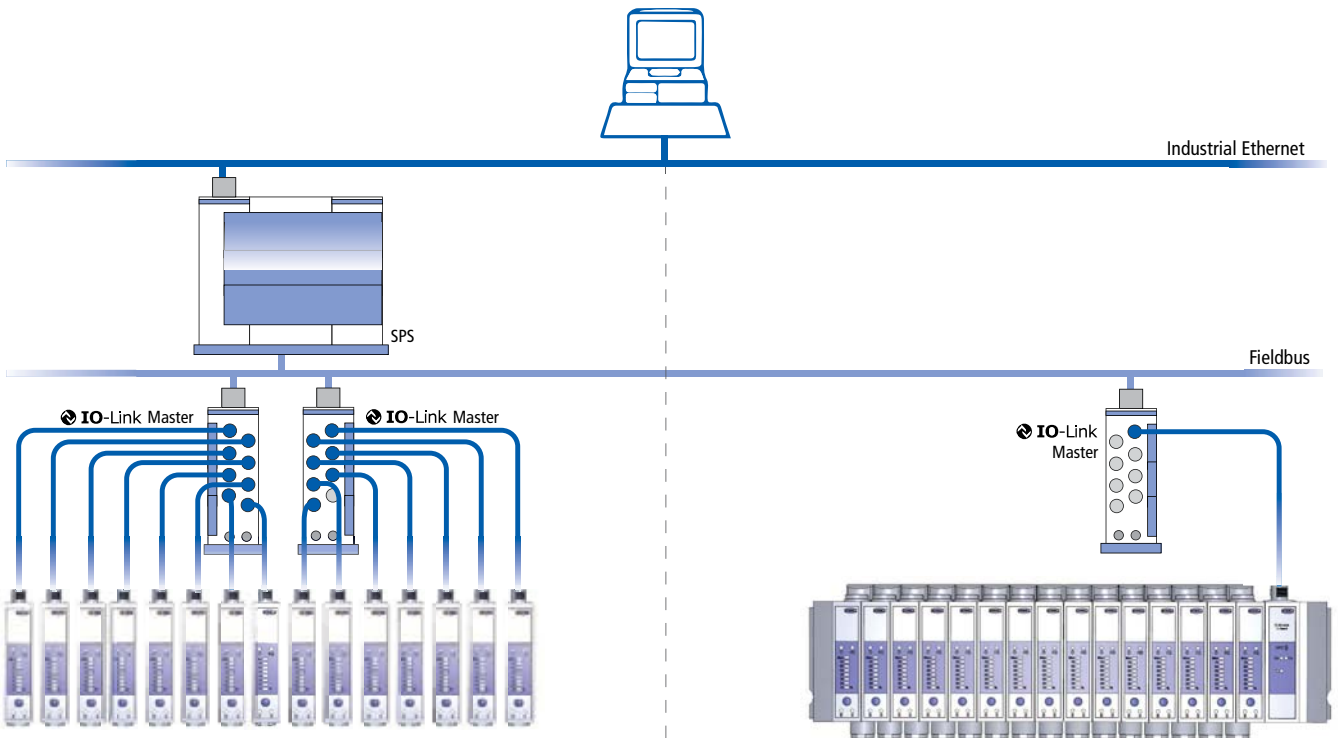 Industrial Ethernet
SPS
Fieldbus
IO-Link Master
IO-Link Master
IO-Link
Master